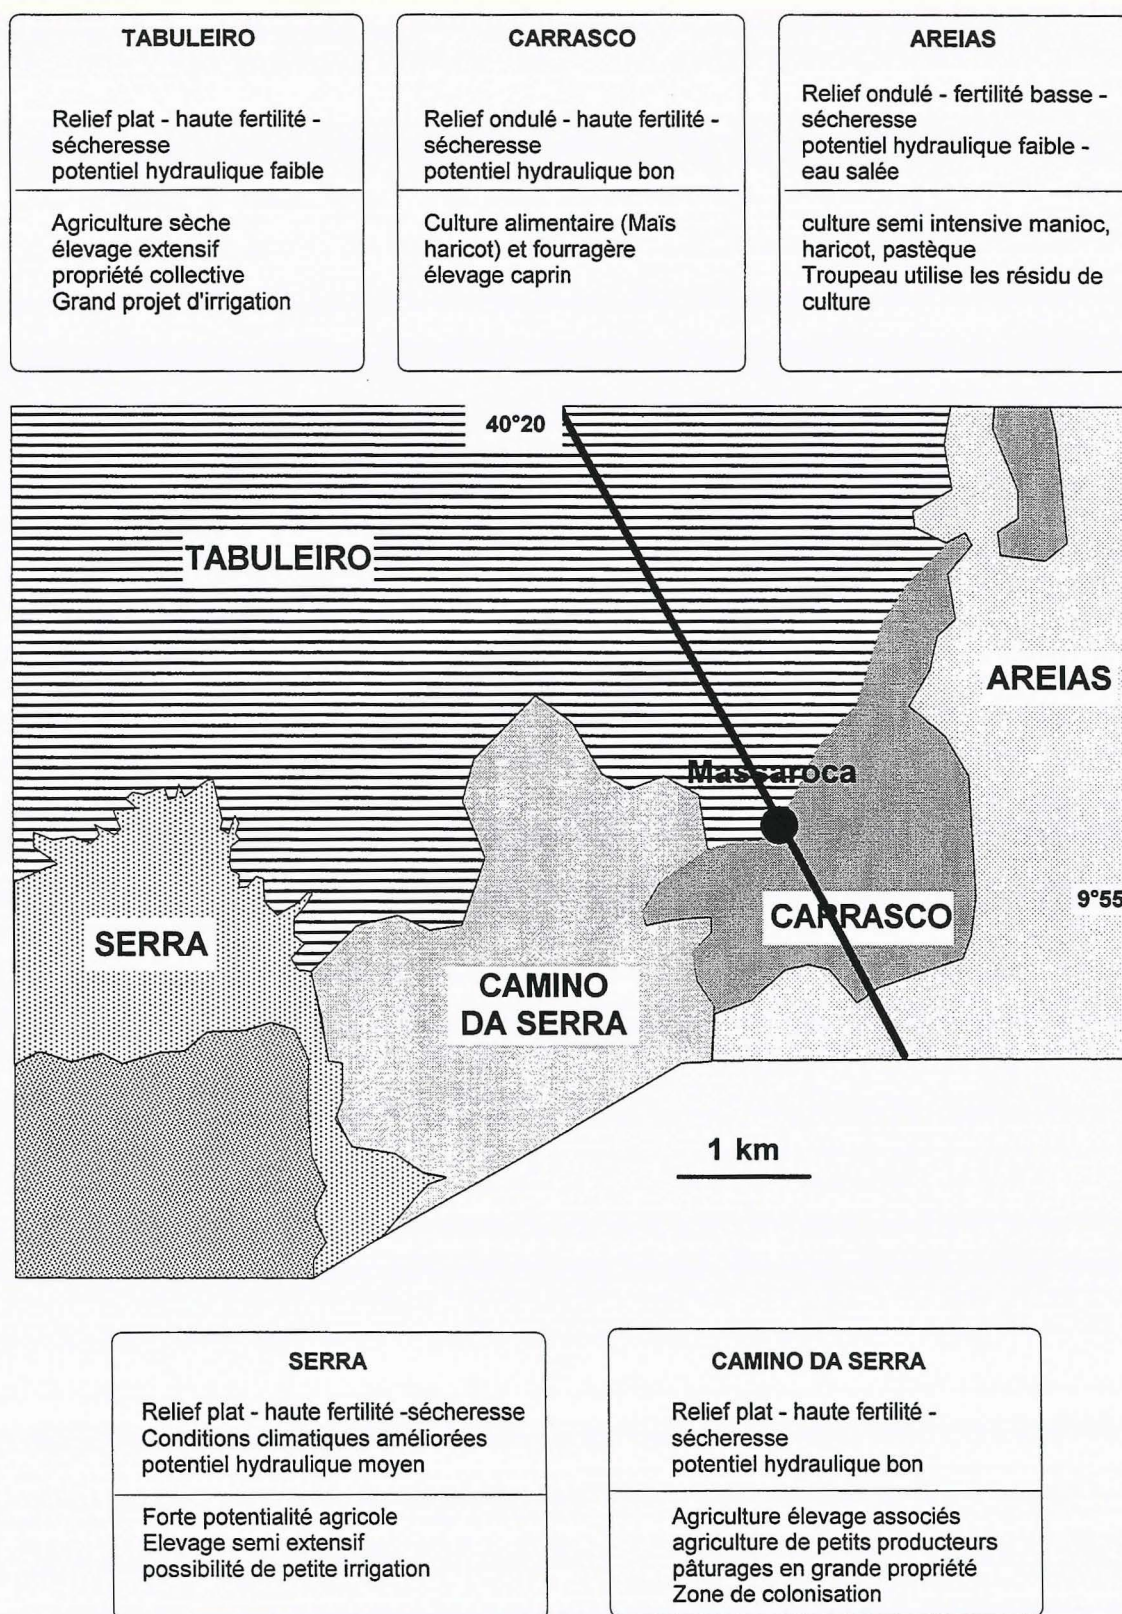 TABULEIRO
Relief plat - haute fertilité -
sécheresse
potentiel hydraulique faible
Agriculture sèche
élevage extensif
propriété collective
Grand projet d'irrigation
CARRASCO
Relief ondulé - haute fertilité -
sécheresse
potentiel hydraulique bon
Culture alimentaire (Maïs
haricot) et fourragère
élevage caprin
AREIAS
Relief ondulé - fertilité basse -
sécheresse
potentiel hydraulique faible -
eau salée
culture semi intensive manioc,
haricot, pastèque
Troupeau utilise les résidu de
culture
40°20
TABULEIRO
AREIAS
Massaroca
9°55
CARRASCO
SERRA
CAMINO
DA SERRA
1 km
SERRA
Relief plat - haute fertilité -sécheresse
Conditions climatiques améliorées
potentiel hydraulique moyen
Forte potentialité agricole
Elevage semi extensif
possibilité de petite irrigation
CAMINO DA SERRA
Relief plat - haute fertilité -
sécheresse
potentiel hydraulique bon
Agriculture élevage associés
agriculture de petits producteurs
pâturages en grande propriété
Zone de colonisation